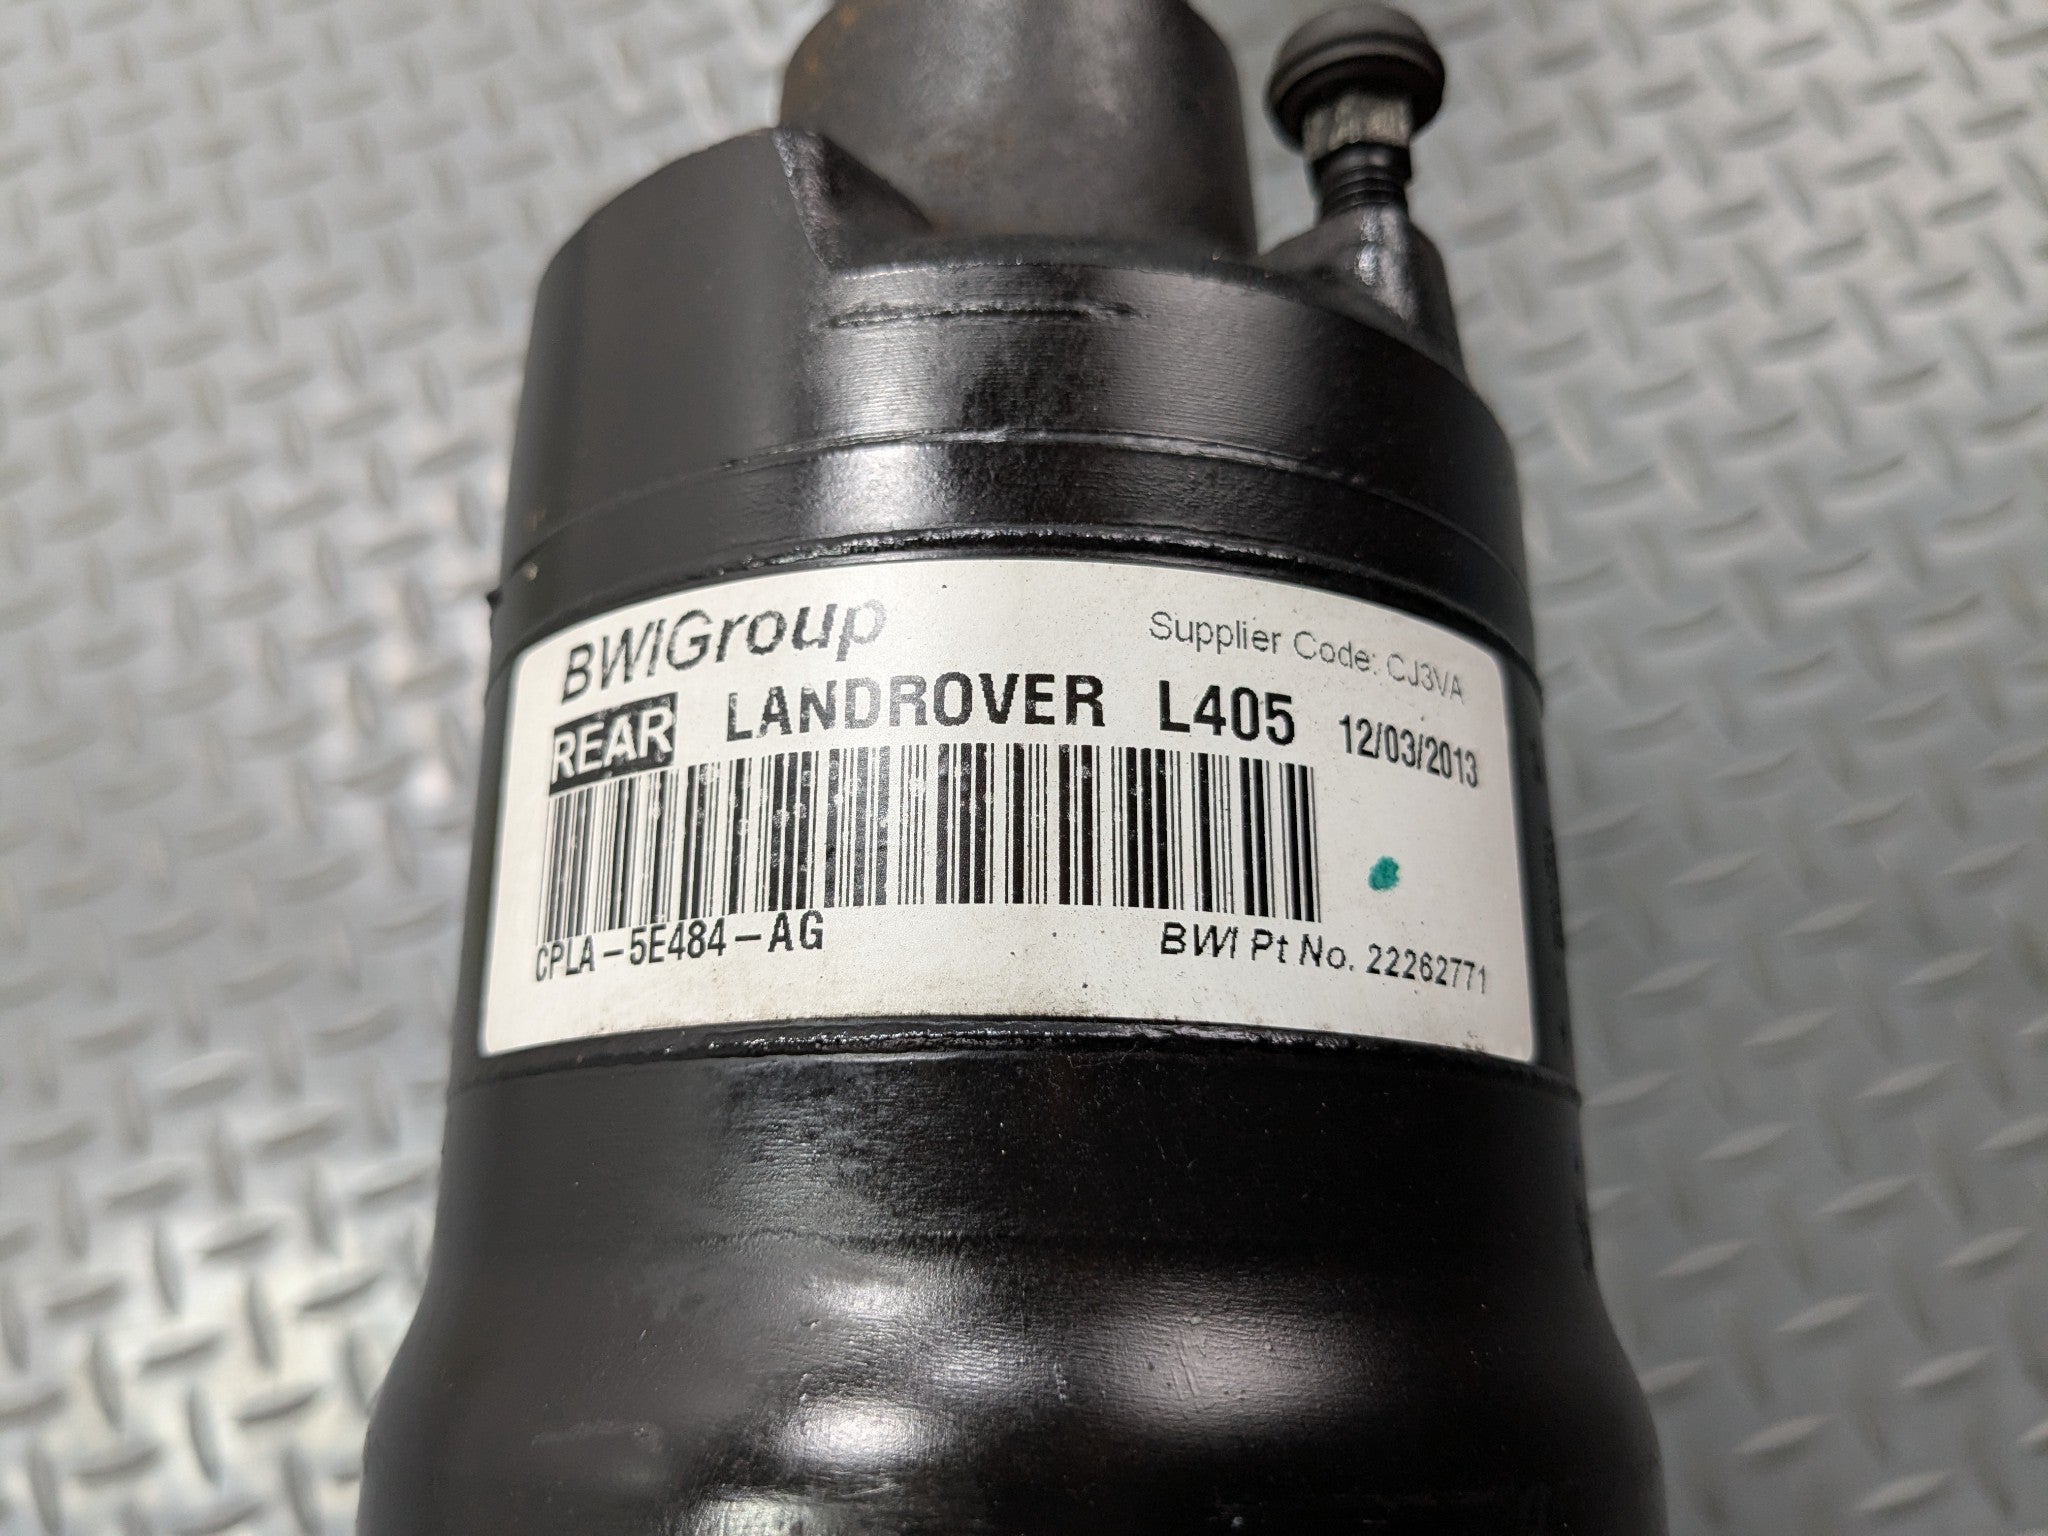 BWIGroup
Supplier Code: CJ3VA
REAR LANDROVER L405 12/03/2013
CPLA-5E484-AG
BWI Pt No. 22262771